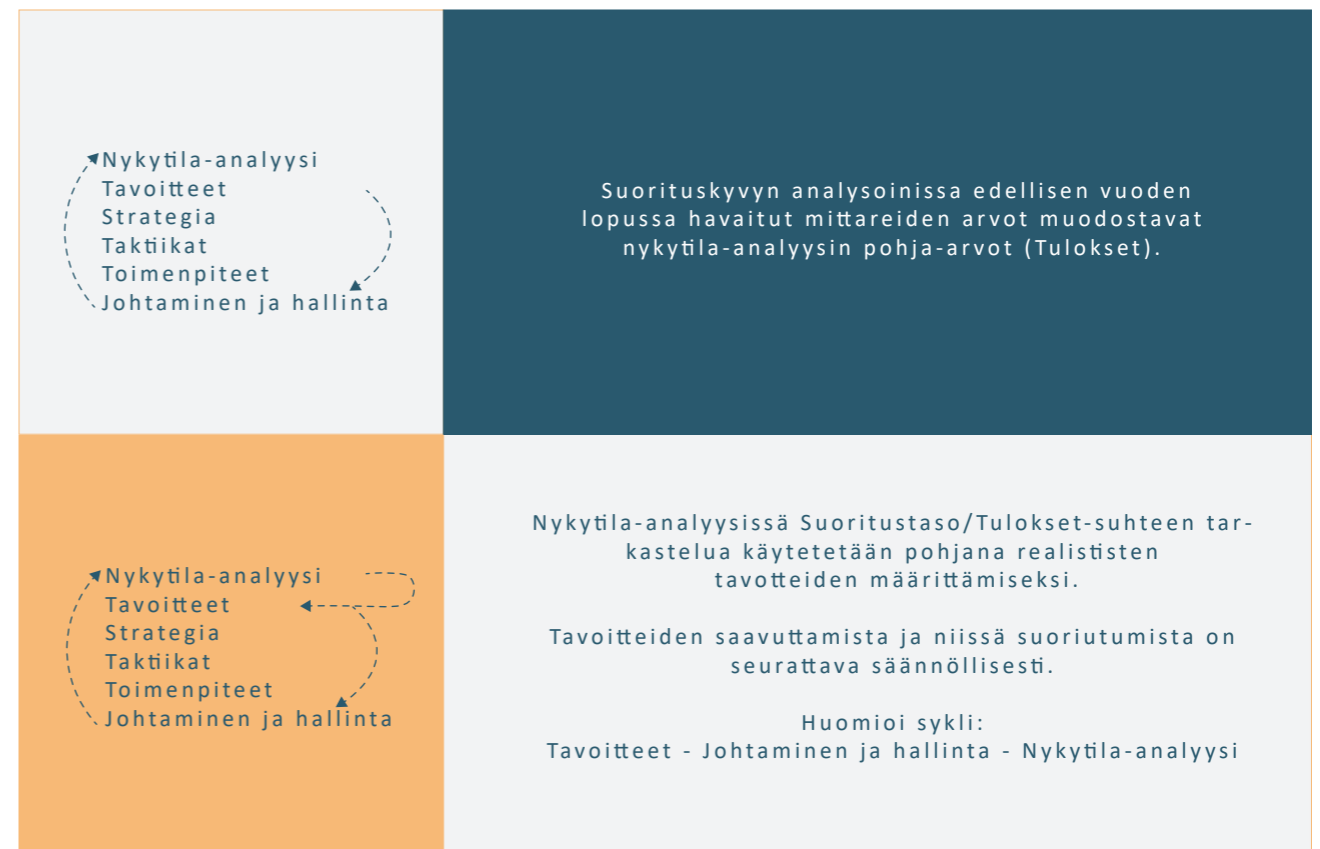 Nykytila-analyysi
Tavoitteet
Strategia
Taktiikat
Toimenpiteet
Johtaminen ja hallinta
Suorituskyvyn analysoinissa edellisen vuoden
lopussa havaitut mittareiden arvot muodostavat
nykytila-analyysin pohja-arvot (Tulokset).
Nykytila-analyysi
Tavoitteet
Strategia
Taktiikat
Toimenpiteet
Johtaminen ja hallinta
Nykytila-analyysissä Suoritustaso/Tulokset-suhteen tar-
kastelua käytetetään pohjana realististen
tavotteiden määrittämiseksi.
Tavoitteiden saavuttamista ja niissä suoriutumista on
seurattava säännöllisesti.
Huomioi sykli:
Tavoitteet - Johtaminen ja hallinta - Nykytila-analyysi